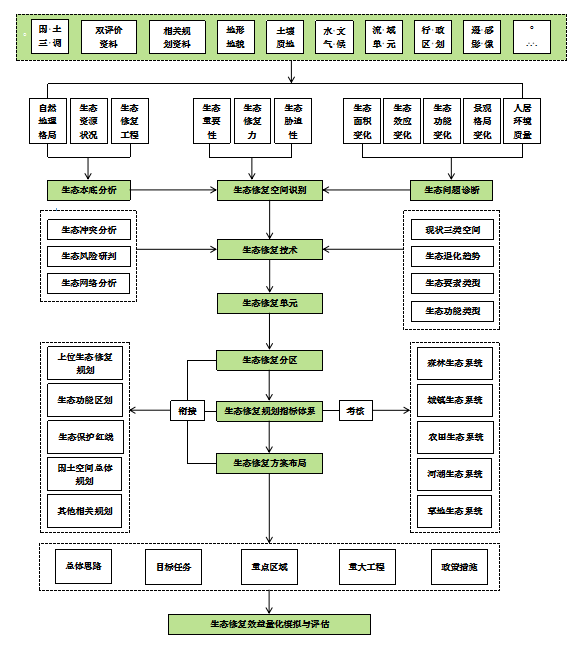 国土 双评价 相关规 地形 土壤 水文 流域 行政 遥感 。
三调 资料 划资料 地貌 质地 气候 单元 区划 影像 ...
自然 生态 生态 生态 生态 生态 生态 生态 生态 景观 人居
地理 资源 修复 重要 修复 胁迫 面积 效应 功能 格局 环境
格局 状况 工程 性 力 性 变化 变化 变化 变化 质量
生态本底分析 生态修复空间识别 生态问题诊断
生态冲突分析 现状三类空间
生态修复技术
生态风险研判 生态退化趋势
生态网络分析 生态要求类型
生态修复单元 生态功能类型
上位生态修复
规划
生态修复分区 森林生态系统
生态功能区划 城镇生态系统
衔接 生态修复规划指标体系 考核
生态保护红线 农田生态系统
生态修复方案布局
国土空间总体
规划
河湖生态系统
其他相关规划 草地生态系统
总体思路 目标任务 重点区域 重大工程 政策措施
生态修复效益量化模拟与评估